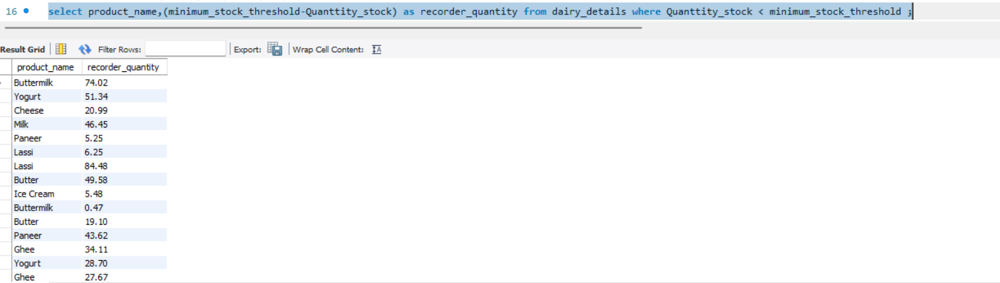 16 select product_name,(minimum_stock_threshold-Quanttity_stock) as recorder_quantity from dairy_details where Quanttity_stock < minimum_stock_threshold ;
Result Grid Filter Rows: Export: Wrap Cell Content: IA
product_name recorder_quantity
Buttermilk 74.02
Yogurt 51.34
Cheese 20.99
Milk 46.45
Paneer 5.25
Lassi 6.25
Lassi 84.48
Butter 49.58
Ice Cream 5.48
Buttermilk 0.47
Butter 19.10
Paneer 43.62
Ghee 34.11
Yogurt 28.70
Ghee 27.67